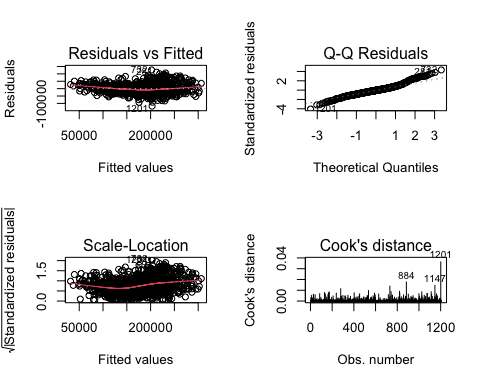 Residuals vs Fitted
Residuals
-100000
1201
50000 200000
Fitted values
Q-Q Residuals
Standardized residuals
-4 2
-3 -1 1 2 3
Theoretical Quantiles
Scale-Location
√|Standardized residuals|
0.0 1.5
50000 200000
Fitted values
Cook's distance
Cook's distance
0.00 0.04
1201
884
1147
0 400 800 1200
Obs. number